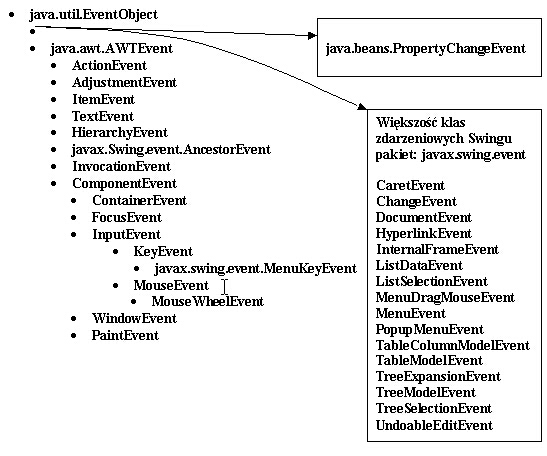 java.util.EventObject
java.awt.AWTEvent
ActionEvent
AdjustmentEvent
ItemEvent
TextEvent
HierarchyEvent
javax.Swing.event.AncestorEvent
InvocationEvent
ComponentEvent
ContainerEvent
FocusEvent
InputEvent
KeyEvent
javax.swing.event.MenuKeyEvent
MouseEvent
MouseWheelEvent
WindowEvent
PaintEvent
java.beans.PropertyChangeEvent
Większość klas
zdarzeniowych Swingu
pakiet: javax.swing.event
CaretEvent
ChangeEvent
DocumentEvent
HyperlinkEvent
InternalFrameEvent
ListDataEvent
ListSelectionEvent
MenuDragMouseEvent
MenuEvent
PopupMenuEvent
TableColumnModelEvent
TableModelEvent
TreeExpansionEvent
TreeModelEvent
TreeSelectionEvent
UndoableEditEvent